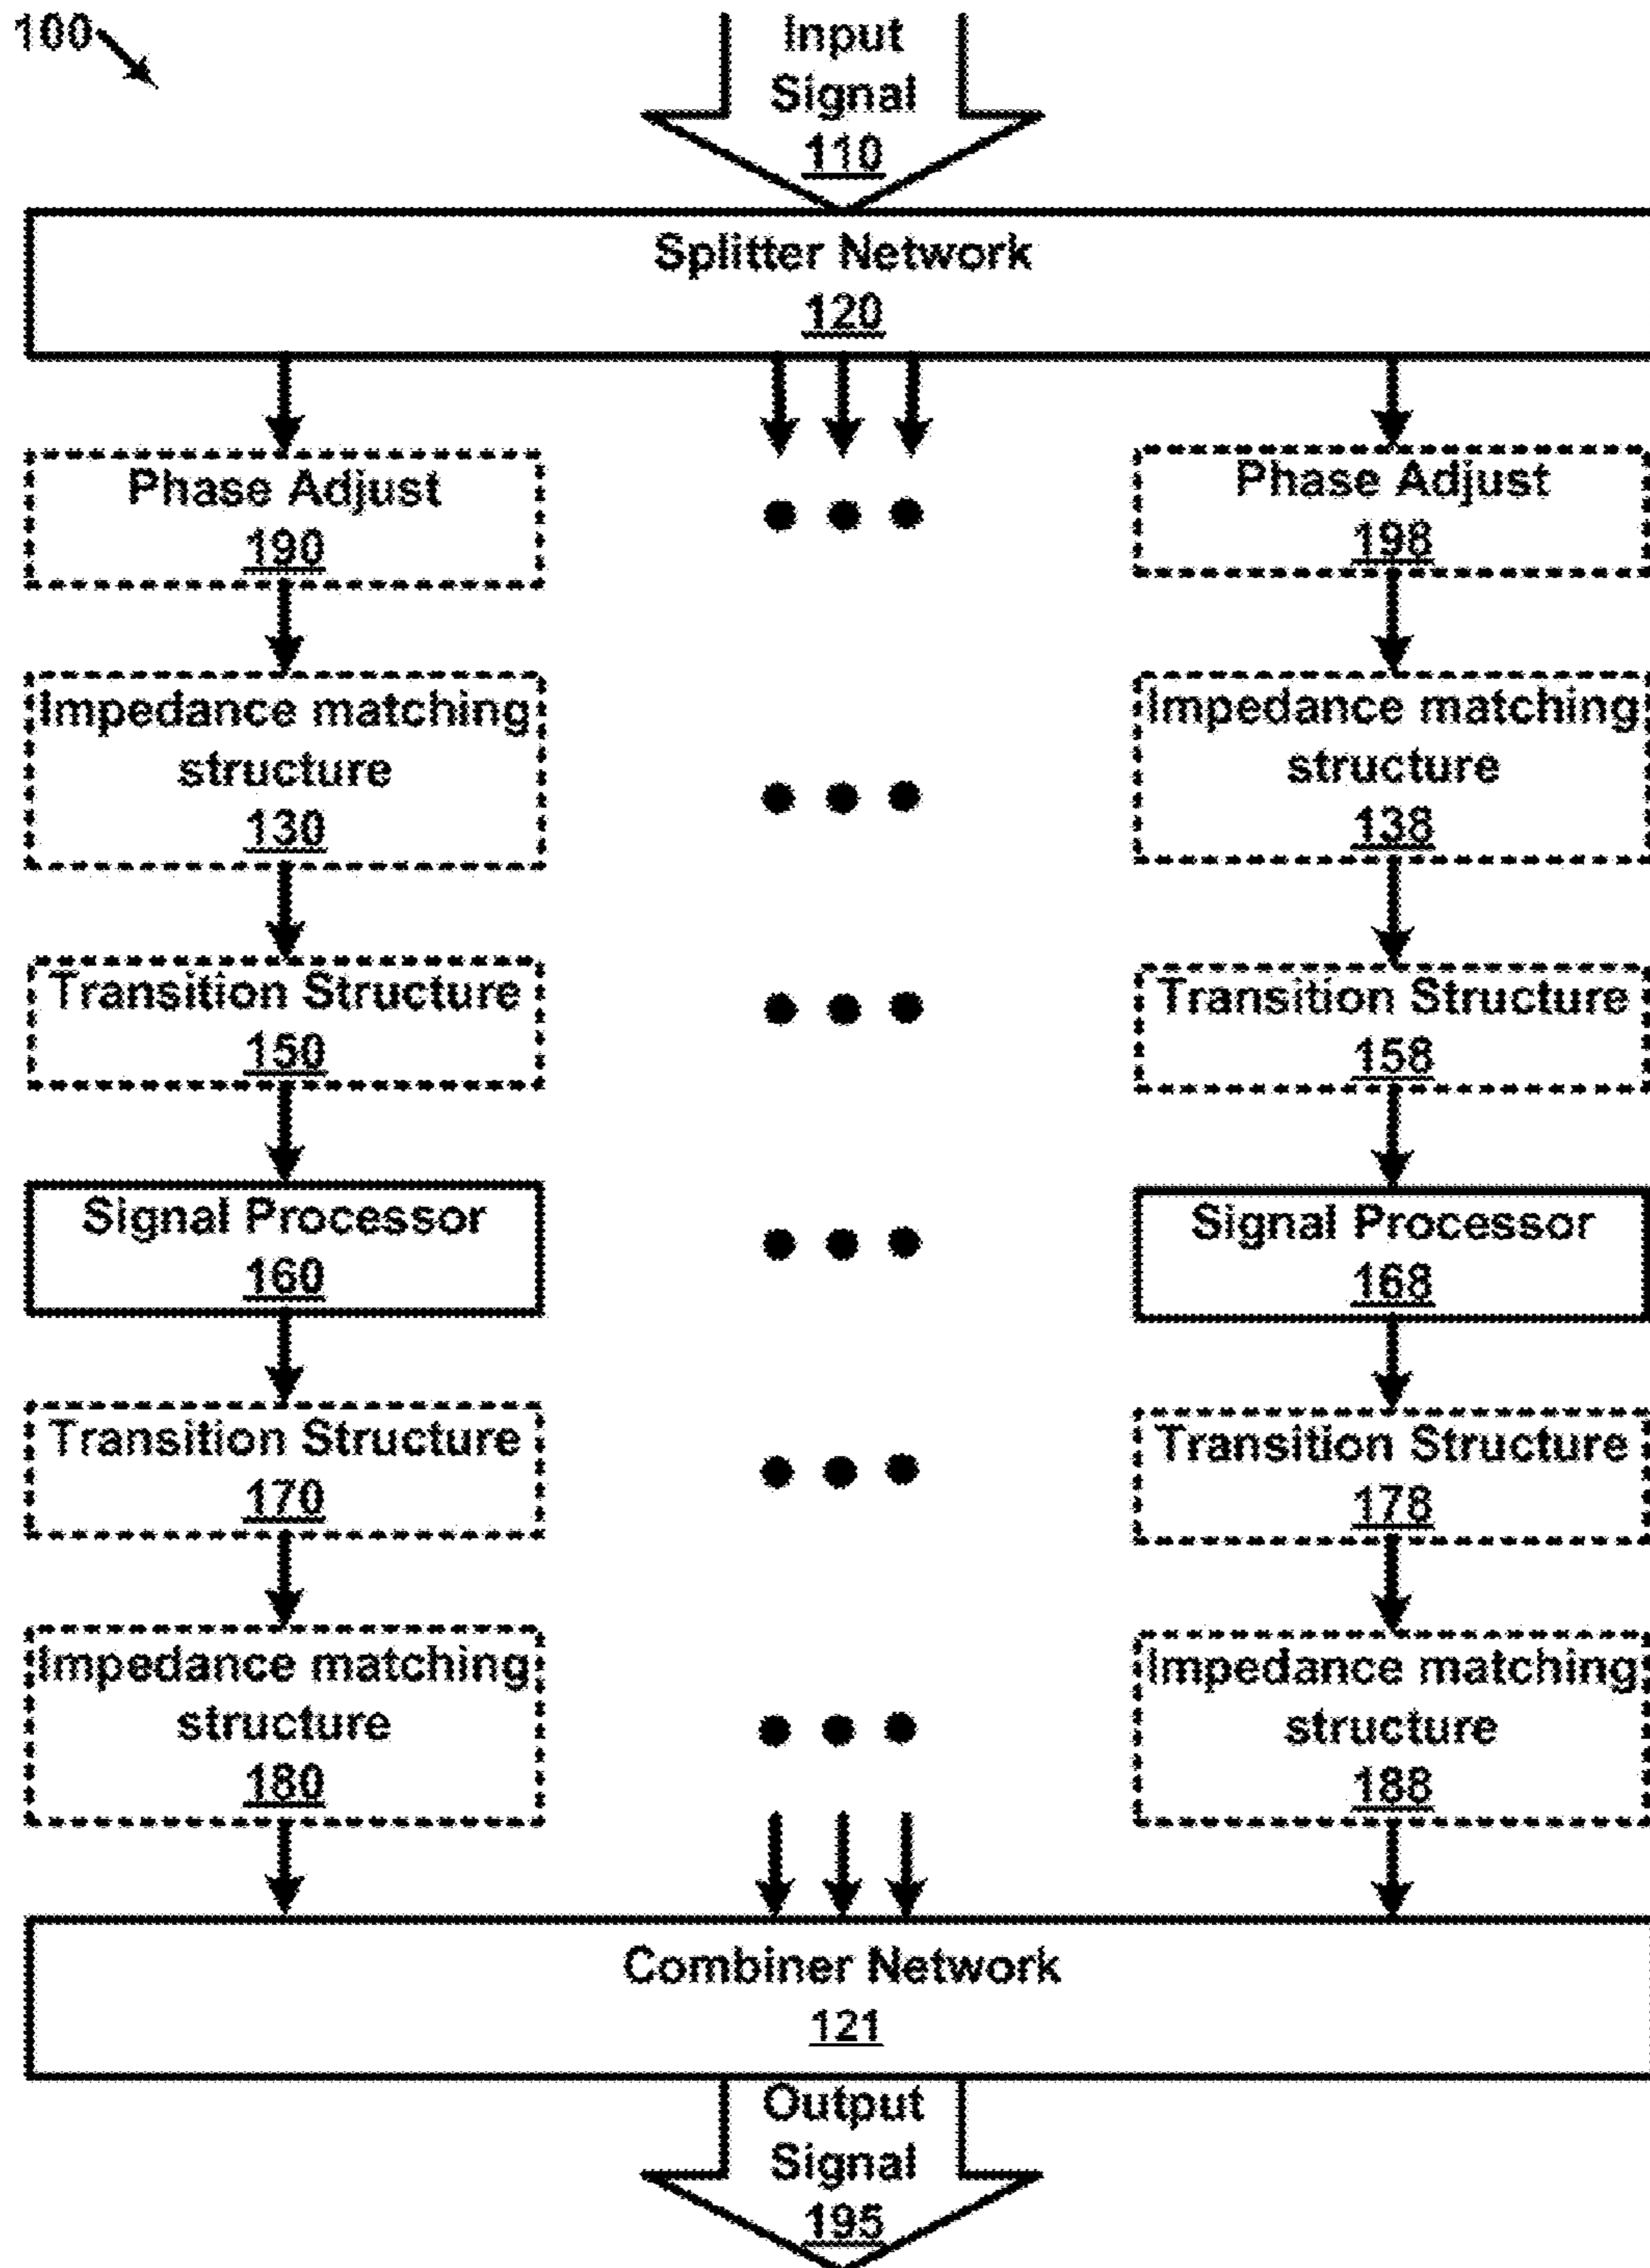 100
Input
Signal
110
Splitter Network
120
Phase Adjust
190
Phase Adjust
198
Impedance matching
structure
130
Impedance matching
structure
138
Transition Structure
150
Transition Structure
158
Signal Processor
160
Signal Processor
168
Transition Structure
170
Transition Structure
178
Impedance matching
structure
180
Impedance matching
structure
188
Combiner Network
121
Output
Signal
195